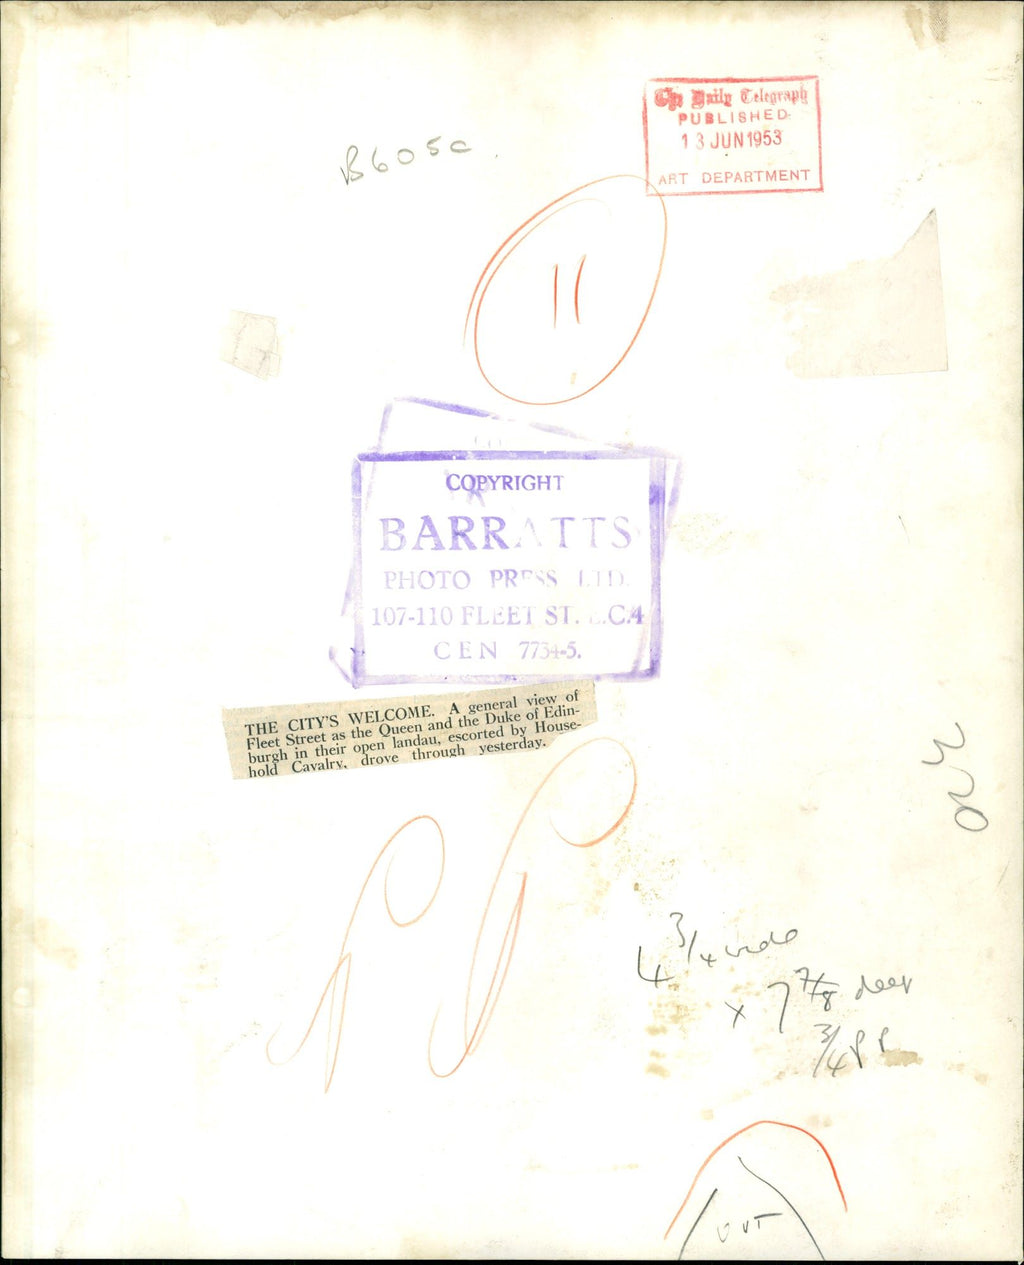 The Daily Telegraph
PUBLISHED
13 JUN 1953
ART DEPARTMENT
B605c
11
COPYRIGHT
BARRATTS
PHOTO PRESS LTD.
107-110 FLEET ST. E.C.4
CEN 7734-5.
THE CITY'S WELCOME. A general view of
Fleet Street as the Queen and the Duke of Edin-
burgh in their open landau, escorted by House-
hold Cavalry, drove through yesterday.
4 3/4 wide
x 7 7/8 deep
3/4